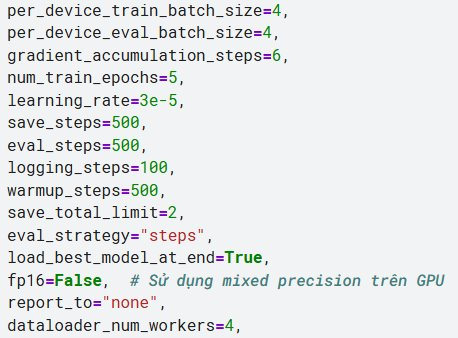 per_device_train_batch_size=4,
per_device_eval_batch_size=4,
gradient_accumulation_steps=6,
num_train_epochs=5,
learning_rate=3e-5,
save_steps=500,
eval_steps=500,
logging_steps=100,
warmup_steps=500,
save_total_limit=2,
eval_strategy="steps",
load_best_model_at_end=True,
fp16=False,  # Sử dụng mixed precision trên GPU
report_to="none",
dataloader_num_workers=4,